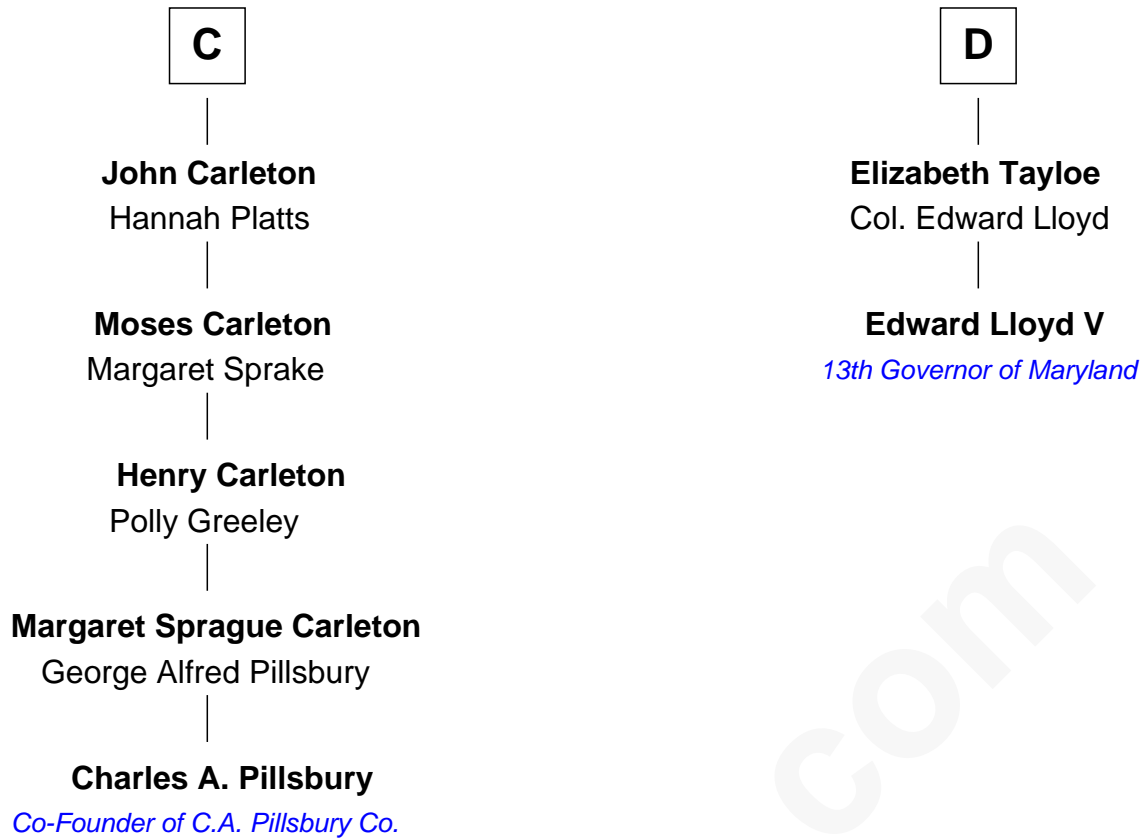 C
John Carleton
Hannah Platts
Moses Carleton
Margaret Sprake
Henry Carleton
Polly Greeley
Margaret Sprague Carleton
George Alfred Pillsbury
Charles A. Pillsbury
Co-Founder of C.A. Pillsbury Co.
D
Elizabeth Tayloe
Col. Edward Lloyd
Edward Lloyd V
13th Governor of Maryland
com